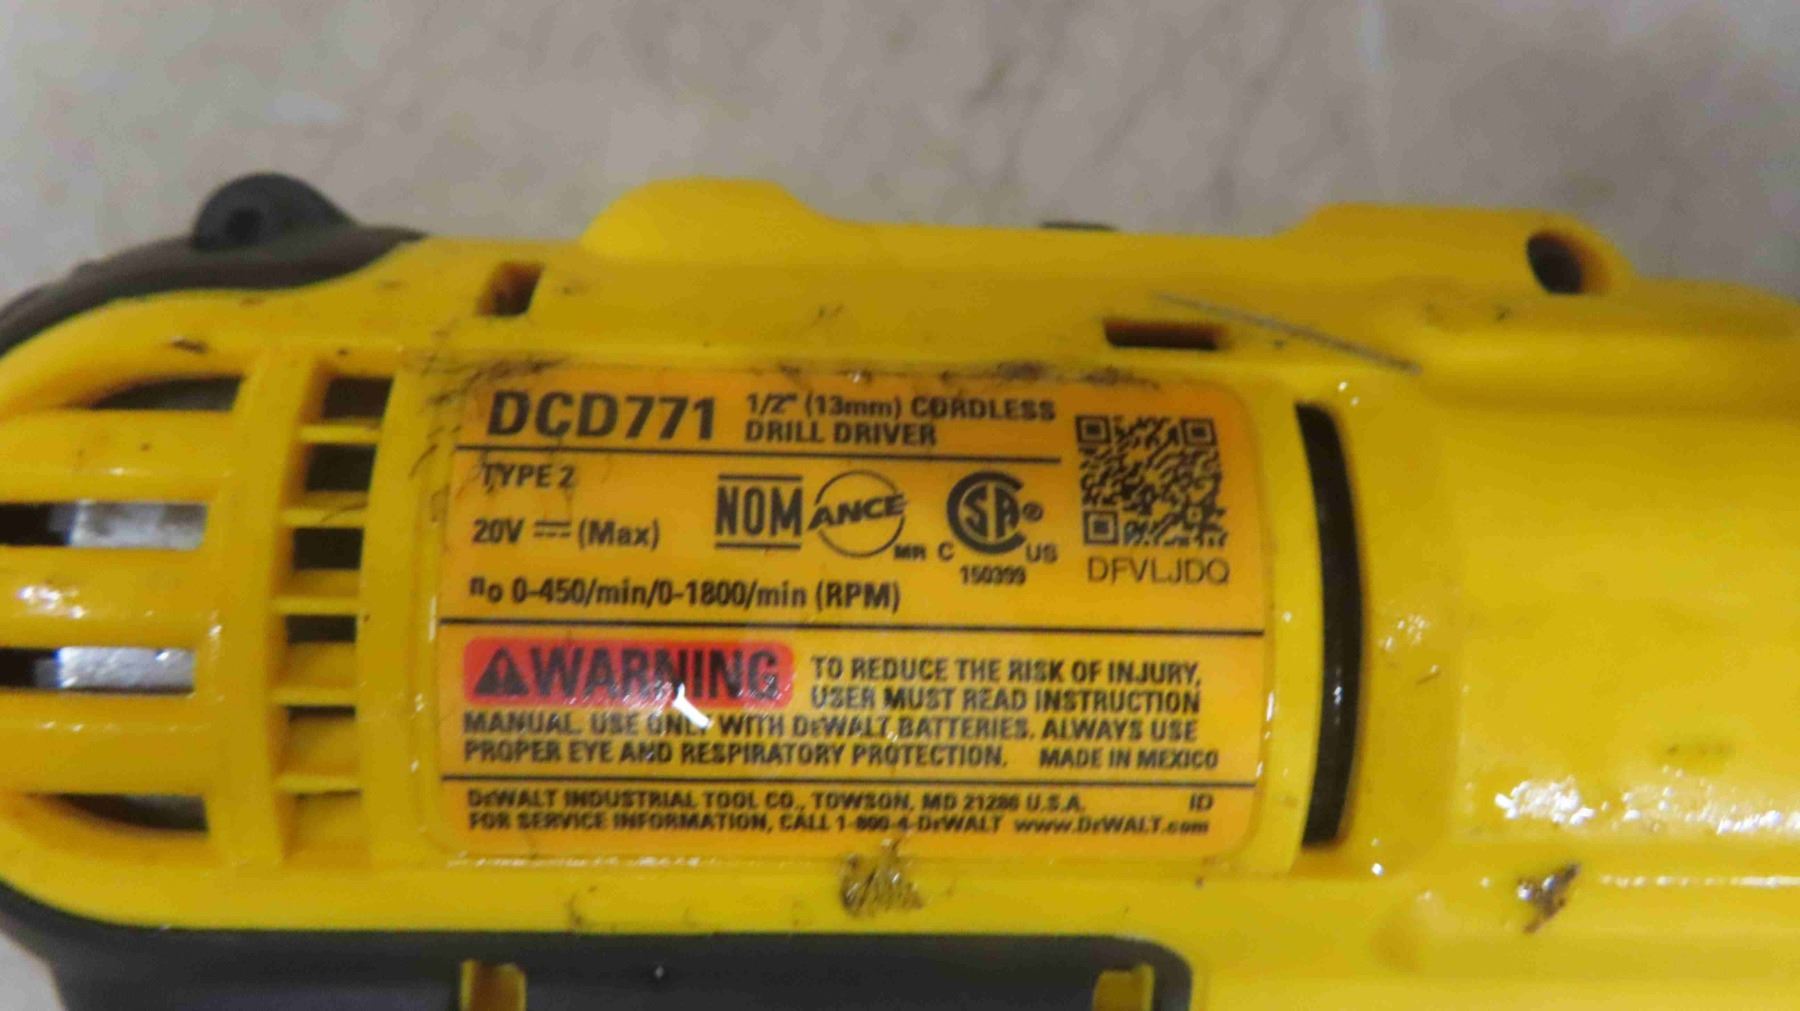 DCD771 1/2" (13mm) CORDLESS
DRILL DRIVER
TYPE 2
20V ⎓ (Max)
NOM ANCE MR C SA® US
150399
DFVLJDQ
n₀ 0-450/min/0-1800/min (RPM)
⚠WARNING TO REDUCE THE RISK OF INJURY,
USER MUST READ INSTRUCTION
MANUAL. USE ONLY WITH DEWALT BATTERIES. ALWAYS USE
PROPER EYE AND RESPIRATORY PROTECTION. MADE IN MEXICO
DEWALT INDUSTRIAL TOOL CO., TOWSON, MD 21286 U.S.A. ID
FOR SERVICE INFORMATION, CALL 1-800-4-DEWALT www.DEWALT.com